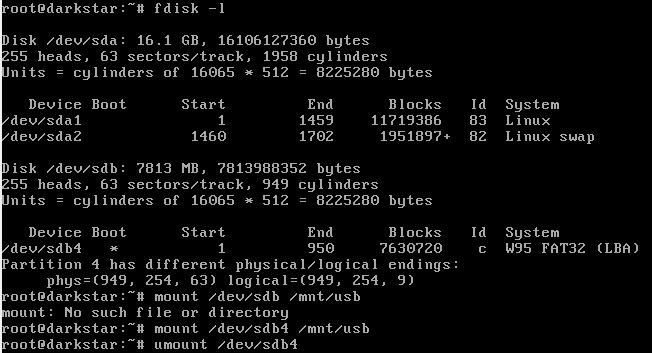 root@darkstar:~# fdisk -l
Disk /dev/sda: 16.1 GB, 16106127360 bytes
255 heads, 63 sectors/track, 1958 cylinders
Units = cylinders of 16065 * 512 = 8225280 bytes
Device Boot Start End Blocks Id System
/dev/sda1 1 1459 11719386 83 Linux
/dev/sda2 1460 1702 1951897+ 82 Linux swap
Disk /dev/sdb: 7813 MB, 7813988352 bytes
255 heads, 63 sectors/track, 949 cylinders
Units = cylinders of 16065 * 512 = 8225280 bytes
Device Boot Start End Blocks Id System
/dev/sdb4 * 1 950 7630720 c W95 FAT32 (LBA)
Partition 4 has different physical/logical endings:
phys=(949, 254, 63) logical=(949, 254, 9)
root@darkstar:~# mount /dev/sdb /mnt/usb
mount: No such file or directory
root@darkstar:~# mount /dev/sdb4 /mnt/usb
root@darkstar:~# umount /dev/sdb4